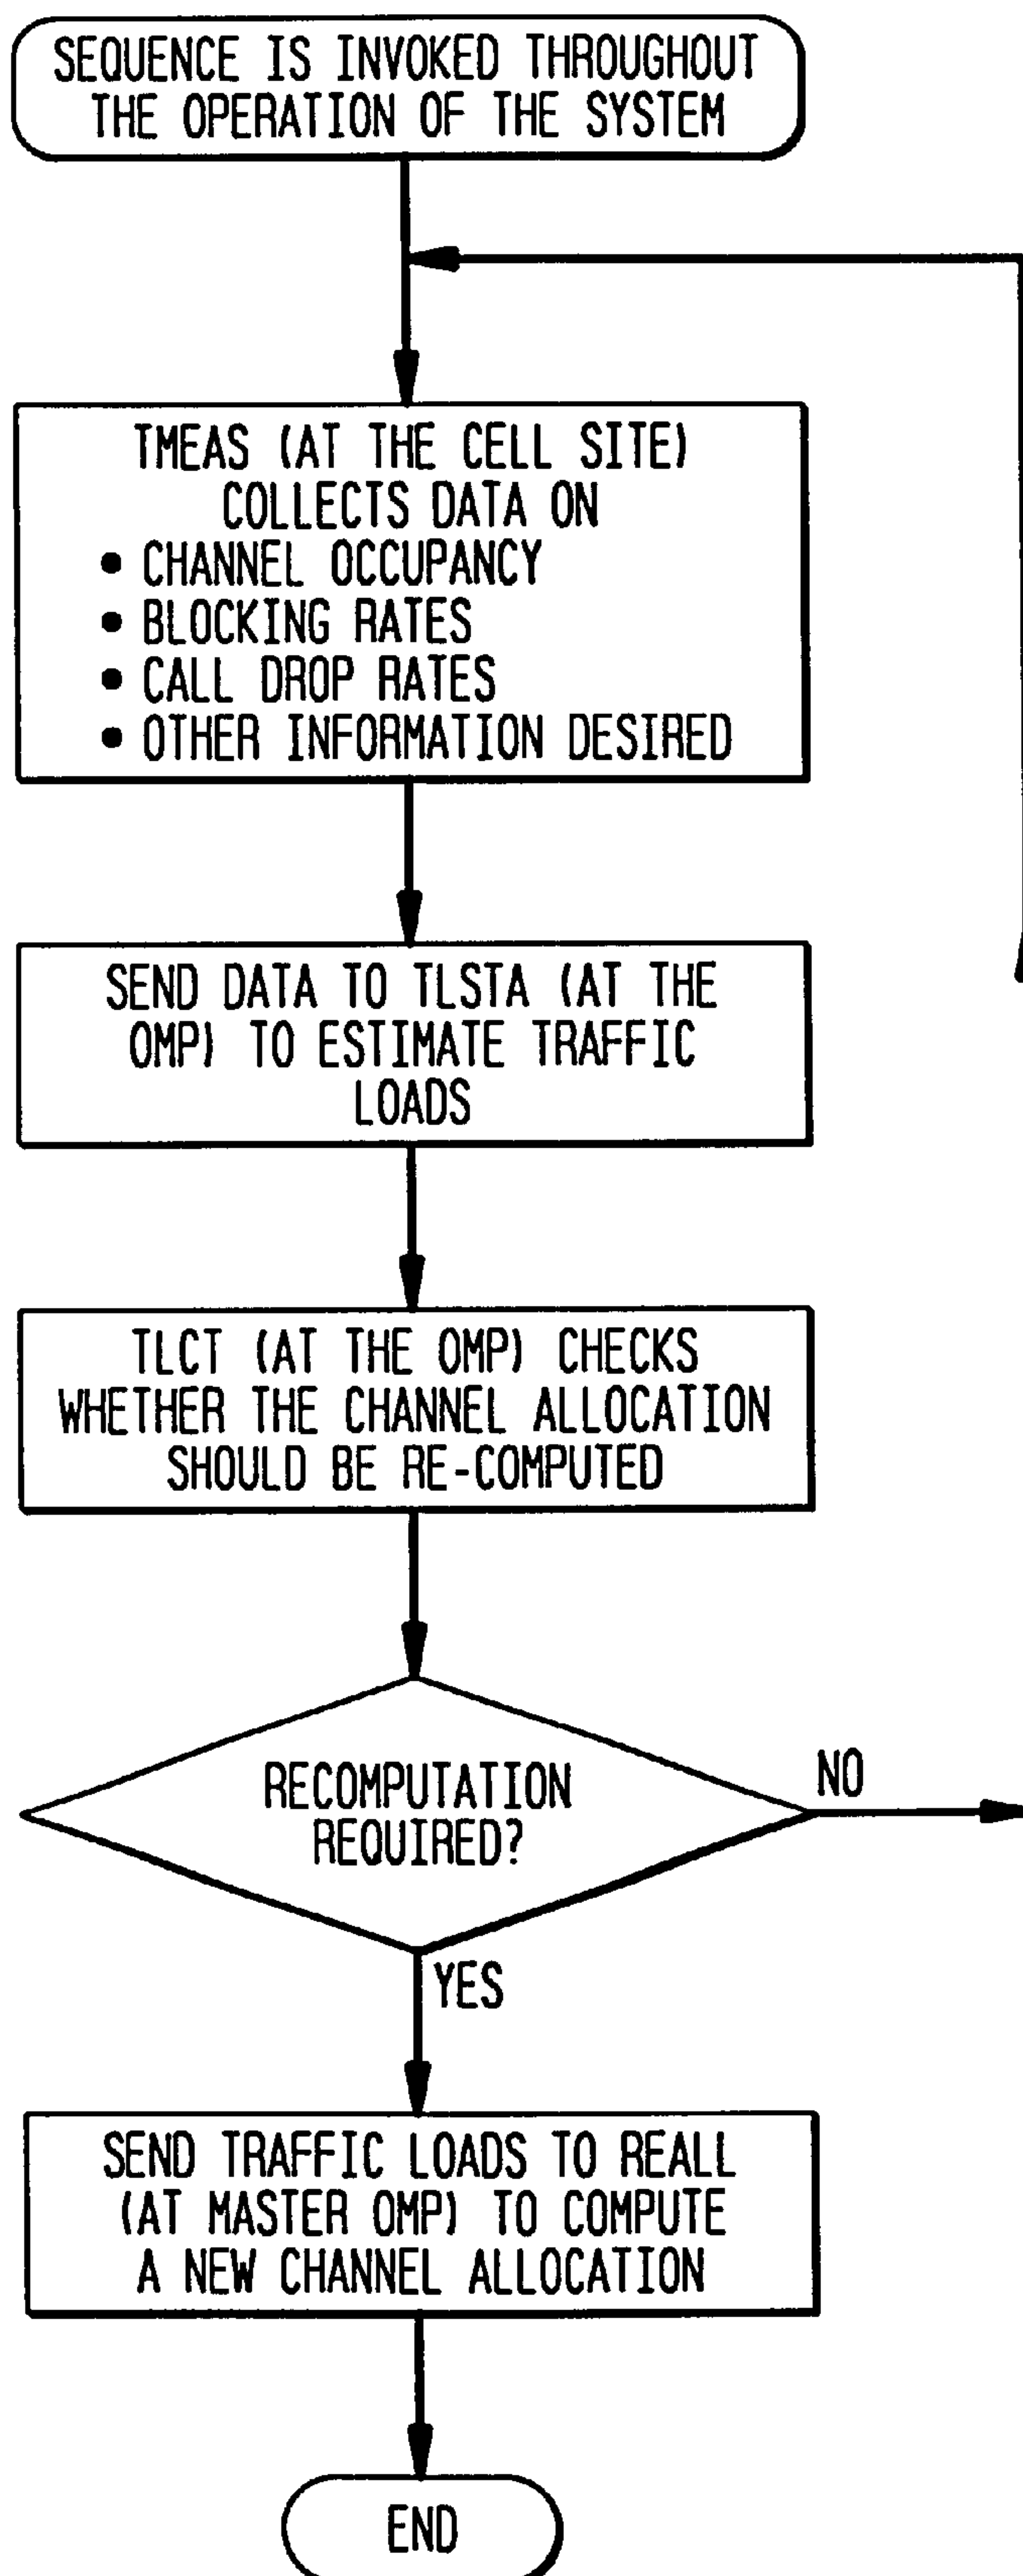 SEQUENCE IS INVOKED THROUGHOUT
THE OPERATION OF THE SYSTEM
TMEAS (AT THE CELL SITE)
COLLECTS DATA ON
• CHANNEL OCCUPANCY
• BLOCKING RATES
• CALL DROP RATES
• OTHER INFORMATION DESIRED
SEND DATA TO TLSTA (AT THE
OMP) TO ESTIMATE TRAFFIC
LOADS
TLCT (AT THE OMP) CHECKS
WHETHER THE CHANNEL ALLOCATION
SHOULD BE RE-COMPUTED
RECOMPUTATION
REQUIRED?
NO
YES
SEND TRAFFIC LOADS TO REALL
(AT MASTER OMP) TO COMPUTE
A NEW CHANNEL ALLOCATION
END